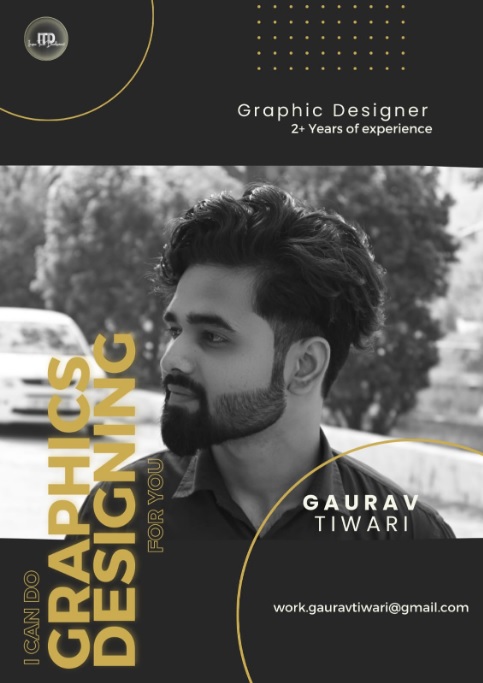 Graphic Designer
2+ Years of experience
I CAN DO
GRAPHICS
DESIGNING
FOR YOU
GAURAV
TIWARI
work.gauravtiwari@gmail.com